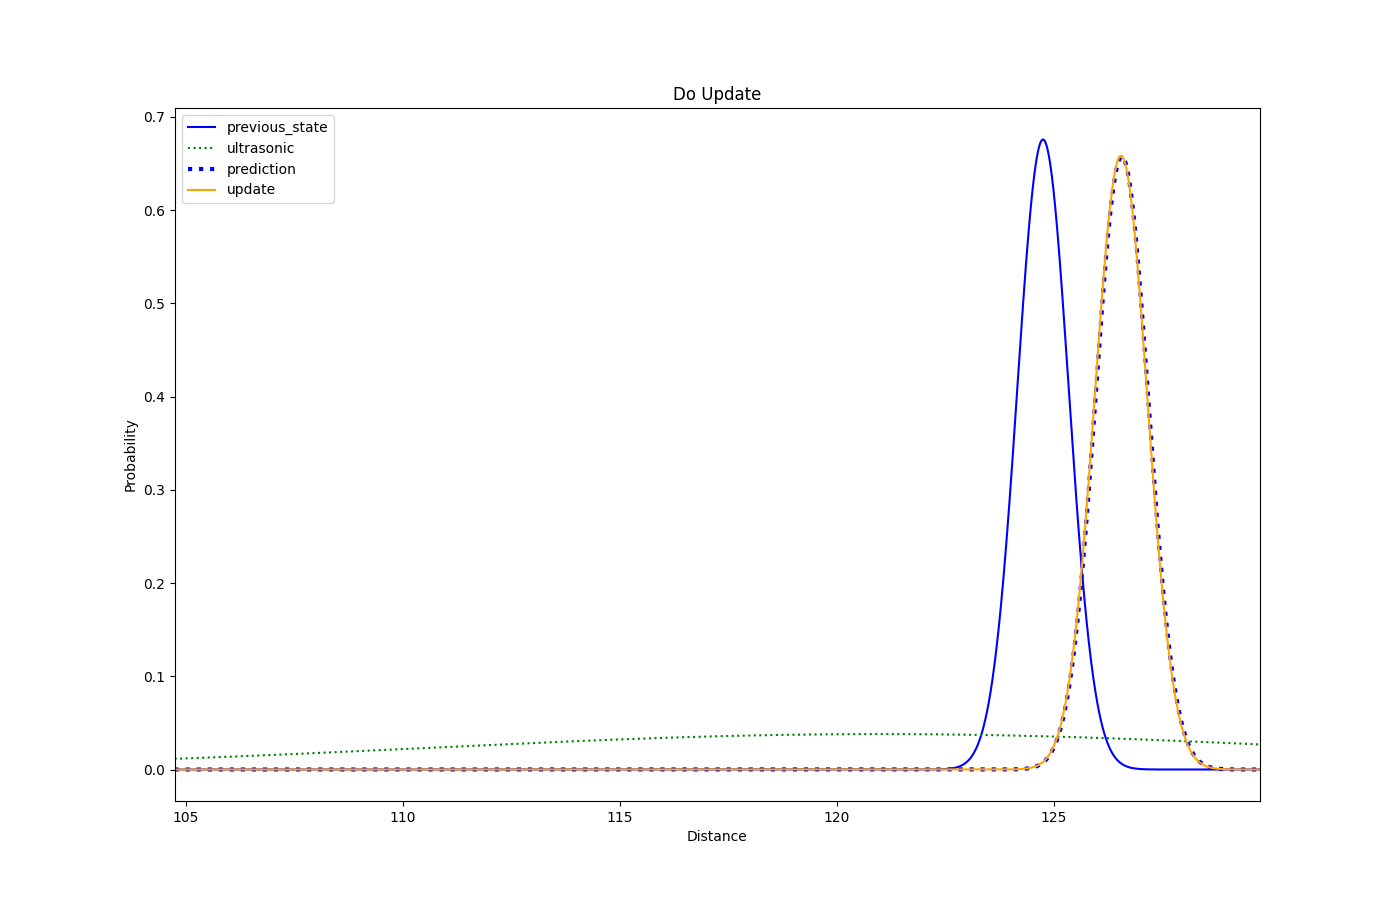 Do Update
previous_state
ultrasonic
prediction
update
0.7
0.6
0.5
0.4
0.3
0.2
0.1
0.0
Probability
105 110 115 120 125
Distance